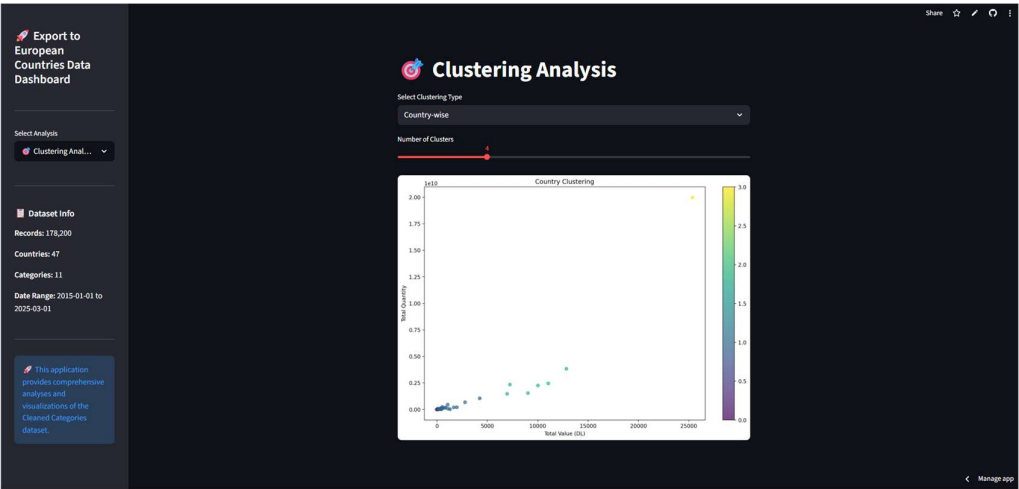 Share
🚀 Export to
European
Countries Data
Dashboard
Select Analysis
🎯 Clustering Anal...
📋 Dataset Info
Records: 178,200
Countries: 47
Categories: 11
Date Range: 2015-01-01 to
2025-03-01
🚀 This application
provides comprehensive
analyses and
visualizations of the
Cleaned Categories
dataset.
🎯 Clustering Analysis
Select Clustering Type
Country-wise
Number of Clusters
4
Country Clustering
1e10
2.00
1.75
1.50
1.25
1.00
0.75
0.50
0.25
0.00
Total Quantity
0 5000 10000 15000 20000 25000
Total Value (DL)
3.0
2.5
2.0
1.5
1.0
0.5
0.0
Manage app